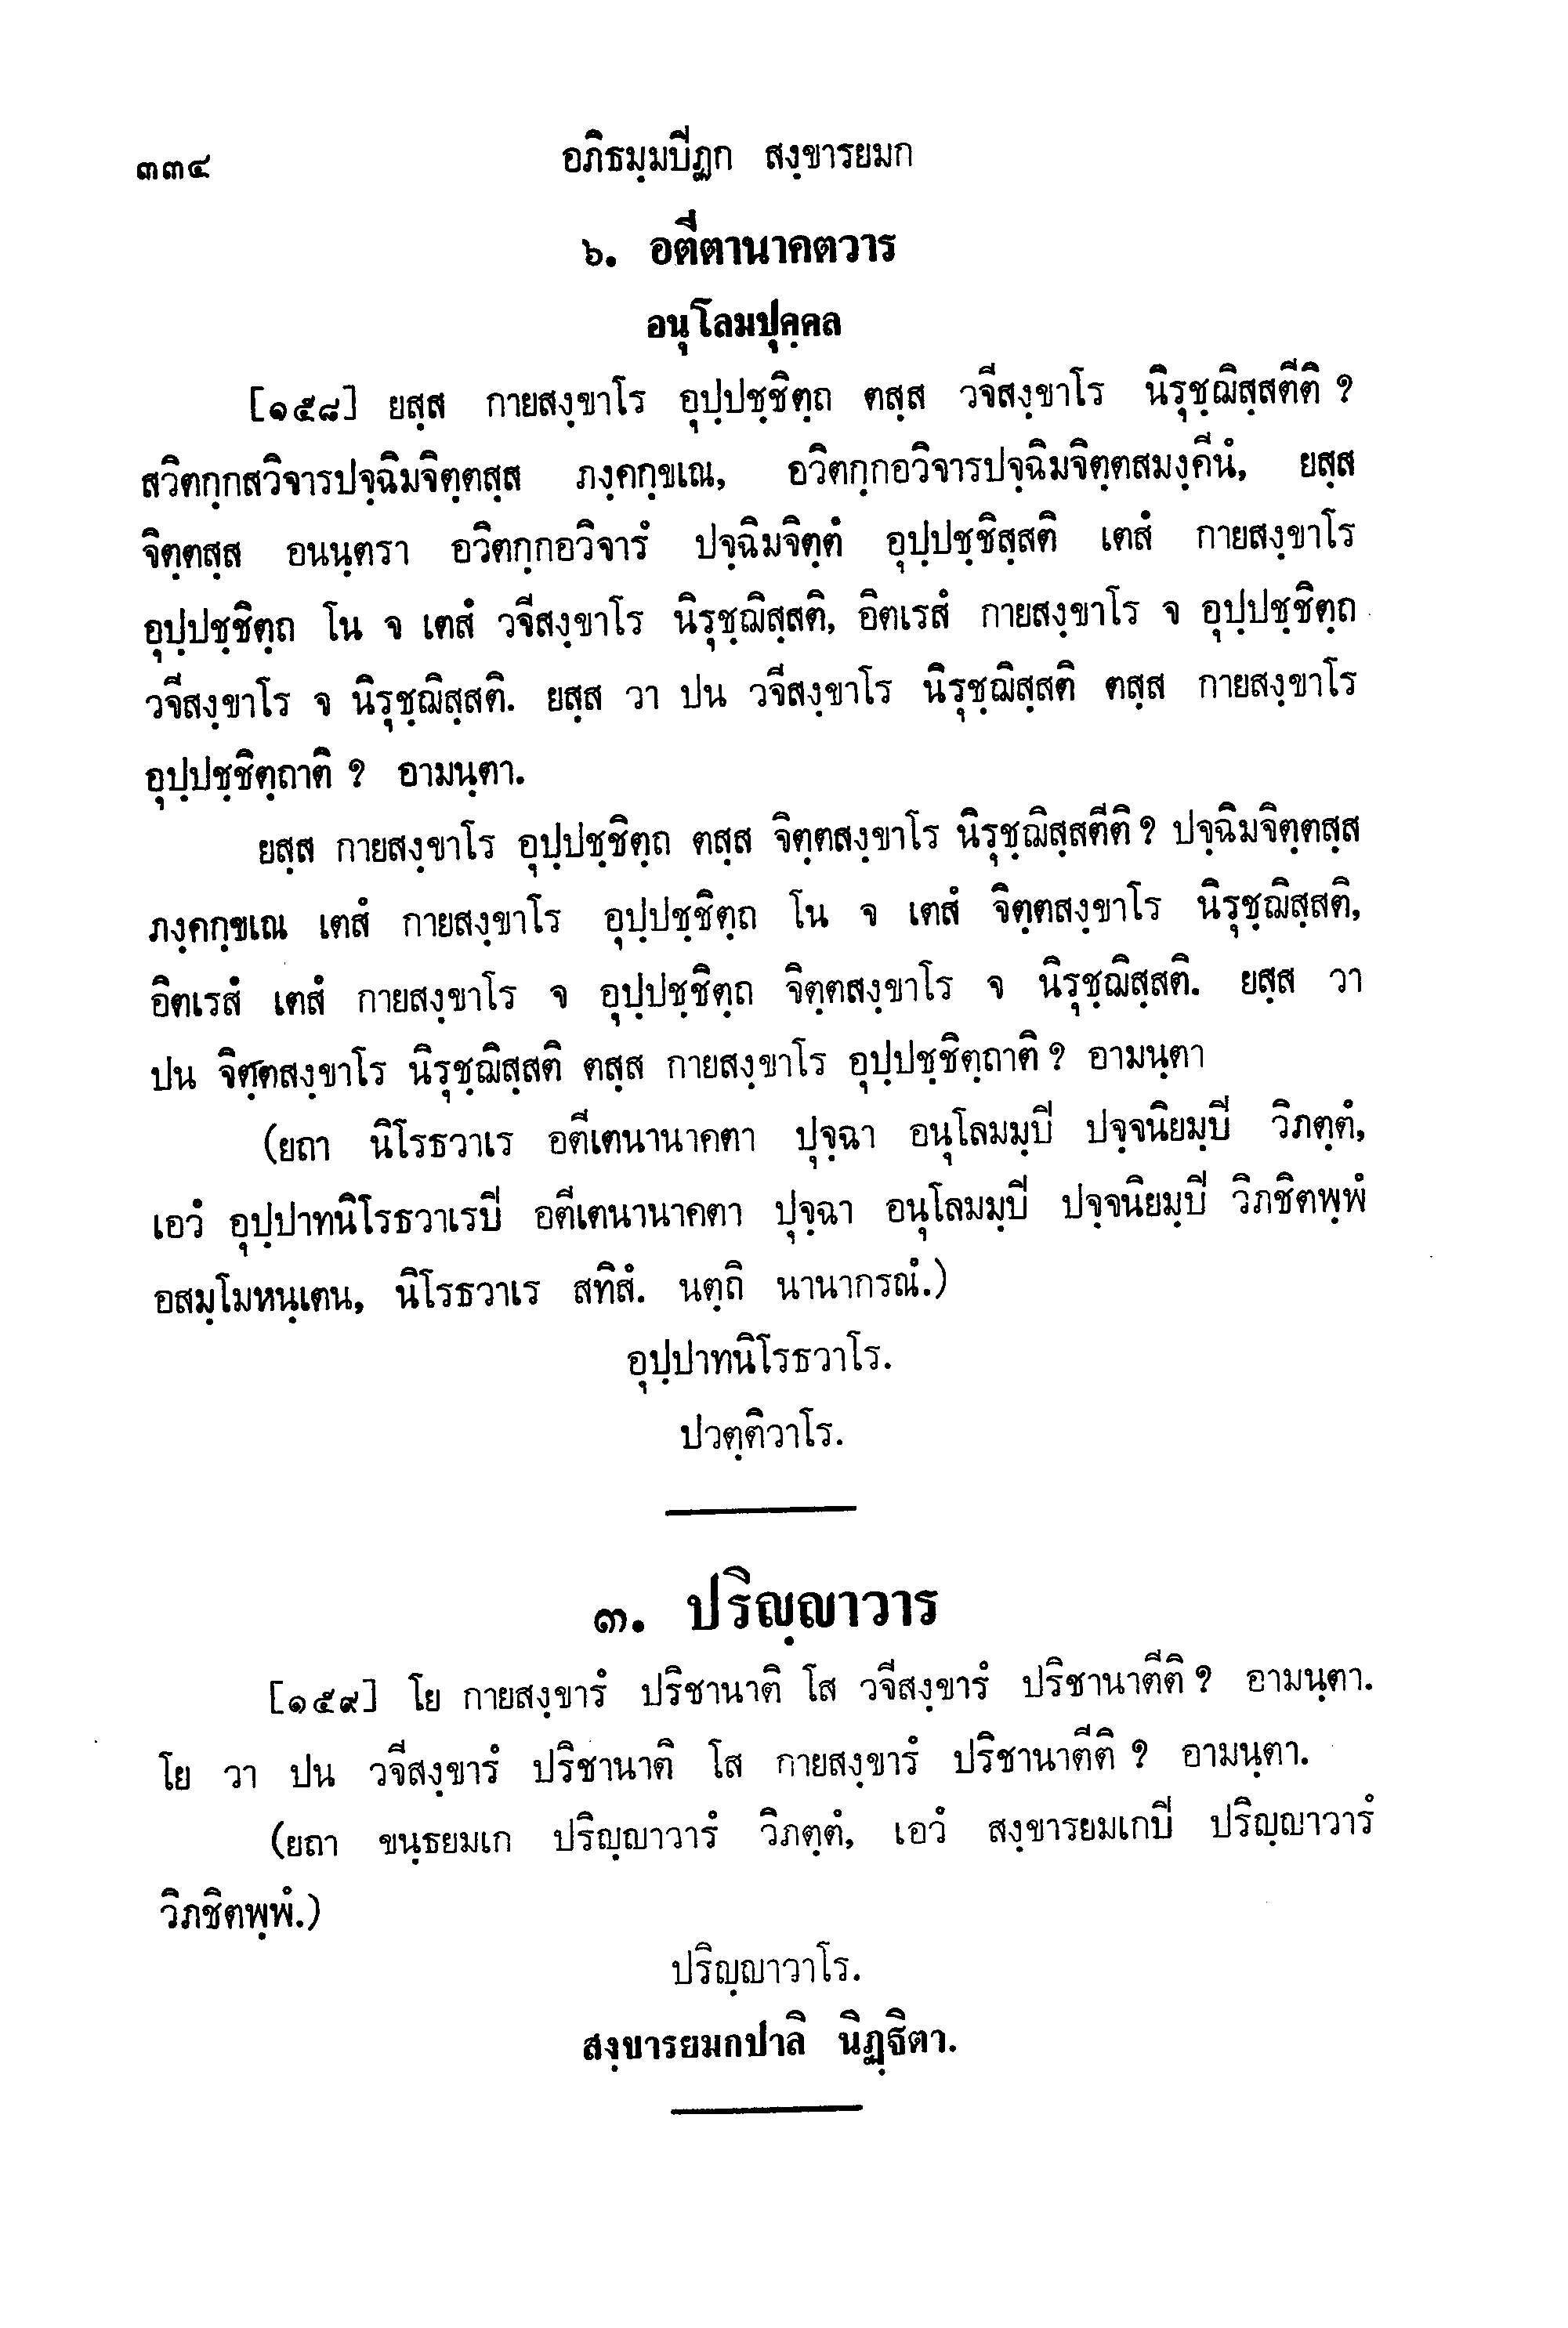 ๓๓๔ อภิธมฺมปีฏก สงฺขารยมก
๖. อตีตานาคตวาร
อนุโลมปุคฺคล
[๑๕๘] ยสฺส กายสงฺขาโร อุปฺปชฺชิตฺถ ตสฺส วจีสงฺขาโร นิรุชฺฌิสฺสตีติ ?
สวิตกฺกสวิจารปจฺฉิมจิตฺตสฺส ภงฺคกฺขเณ, อวิตกฺกอวิจารปจฺฉิมจิตฺตสมงฺคีนํ, ยสฺส
จิตฺตสฺส อนนฺตรา อวิตกฺกอวิจารํ ปจฺฉิมจิตฺตํ อุปฺปชฺชิสฺสติ เตสํ กายสงฺขาโร
อุปฺปชฺชิตฺถ โน จ เตสํ วจีสงฺขาโร นิรุชฺฌิสฺสติ, อิตเรสํ กายสงฺขาโร จ อุปฺปชฺชิตฺถ
วจีสงฺขาโร จ นิรุชฺฌิสฺสติ. ยสฺส วา ปน วจีสงฺขาโร นิรุชฺฌิสฺสติ ตสฺส กายสงฺขาโร
อุปฺปชฺชิตฺถาติ ? อามนฺตา.
ยสฺส กายสงฺขาโร อุปฺปชฺชิตฺถ ตสฺส จิตฺตสงฺขาโร นิรุชฺฌิสฺสตีติ ? ปจฺฉิมจิตฺตสฺส
ภงฺคกฺขเณ เตสํ กายสงฺขาโร อุปฺปชฺชิตฺถ โน จ เตสํ จิตฺตสงฺขาโร นิรุชฺฌิสฺสติ,
อิตเรสํ เตสํ กายสงฺขาโร จ อุปฺปชฺชิตฺถ จิตฺตสงฺขาโร จ นิรุชฺฌิสฺสติ. ยสฺส วา
ปน จิตฺตสงฺขาโร นิรุชฺฌิสฺสติ ตสฺส กายสงฺขาโร อุปฺปชฺชิตฺถาติ ? อามนฺตา
(ยถา นิโรธวาเร อตีเตนานาคตา ปุจฺฉา อนุโลมมฺปี ปจฺจนิยมฺปี วิภตฺตํ,
เอวํ อุปฺปาทนิโรธวาเรปี อตีเตนานาคตา ปุจฺฉา อนุโลมมฺปี ปจฺจนิยมฺปี วิภชิตพฺพํ
อสมฺโมหนฺเตน, นิโรธวาเร สทิสํ. นตฺถิ นานากรณํ.)
อุปฺปาทนิโรธวาโร.
ปวตฺติวาโร.
๓. ปริญฺญาวาร
[๑๕๙] โย กายสงฺขารํ ปริชานาติ โส วจีสงฺขารํ ปริชานาตีติ ? อามนฺตา.
โย วา ปน วจีสงฺขารํ ปริชานาติ โส กายสงฺขารํ ปริชานาตีติ ? อามนฺตา.
(ยถา ขนฺธยมเก ปริญฺญาวารํ วิภตฺตํ, เอวํ สงฺขารยมเกปี ปริญฺญาวารํ
วิภชิตพฺพํ.)
ปริญฺญาวาโร.
สงฺขารยมกปาลิ นิฏฺฐิตา.